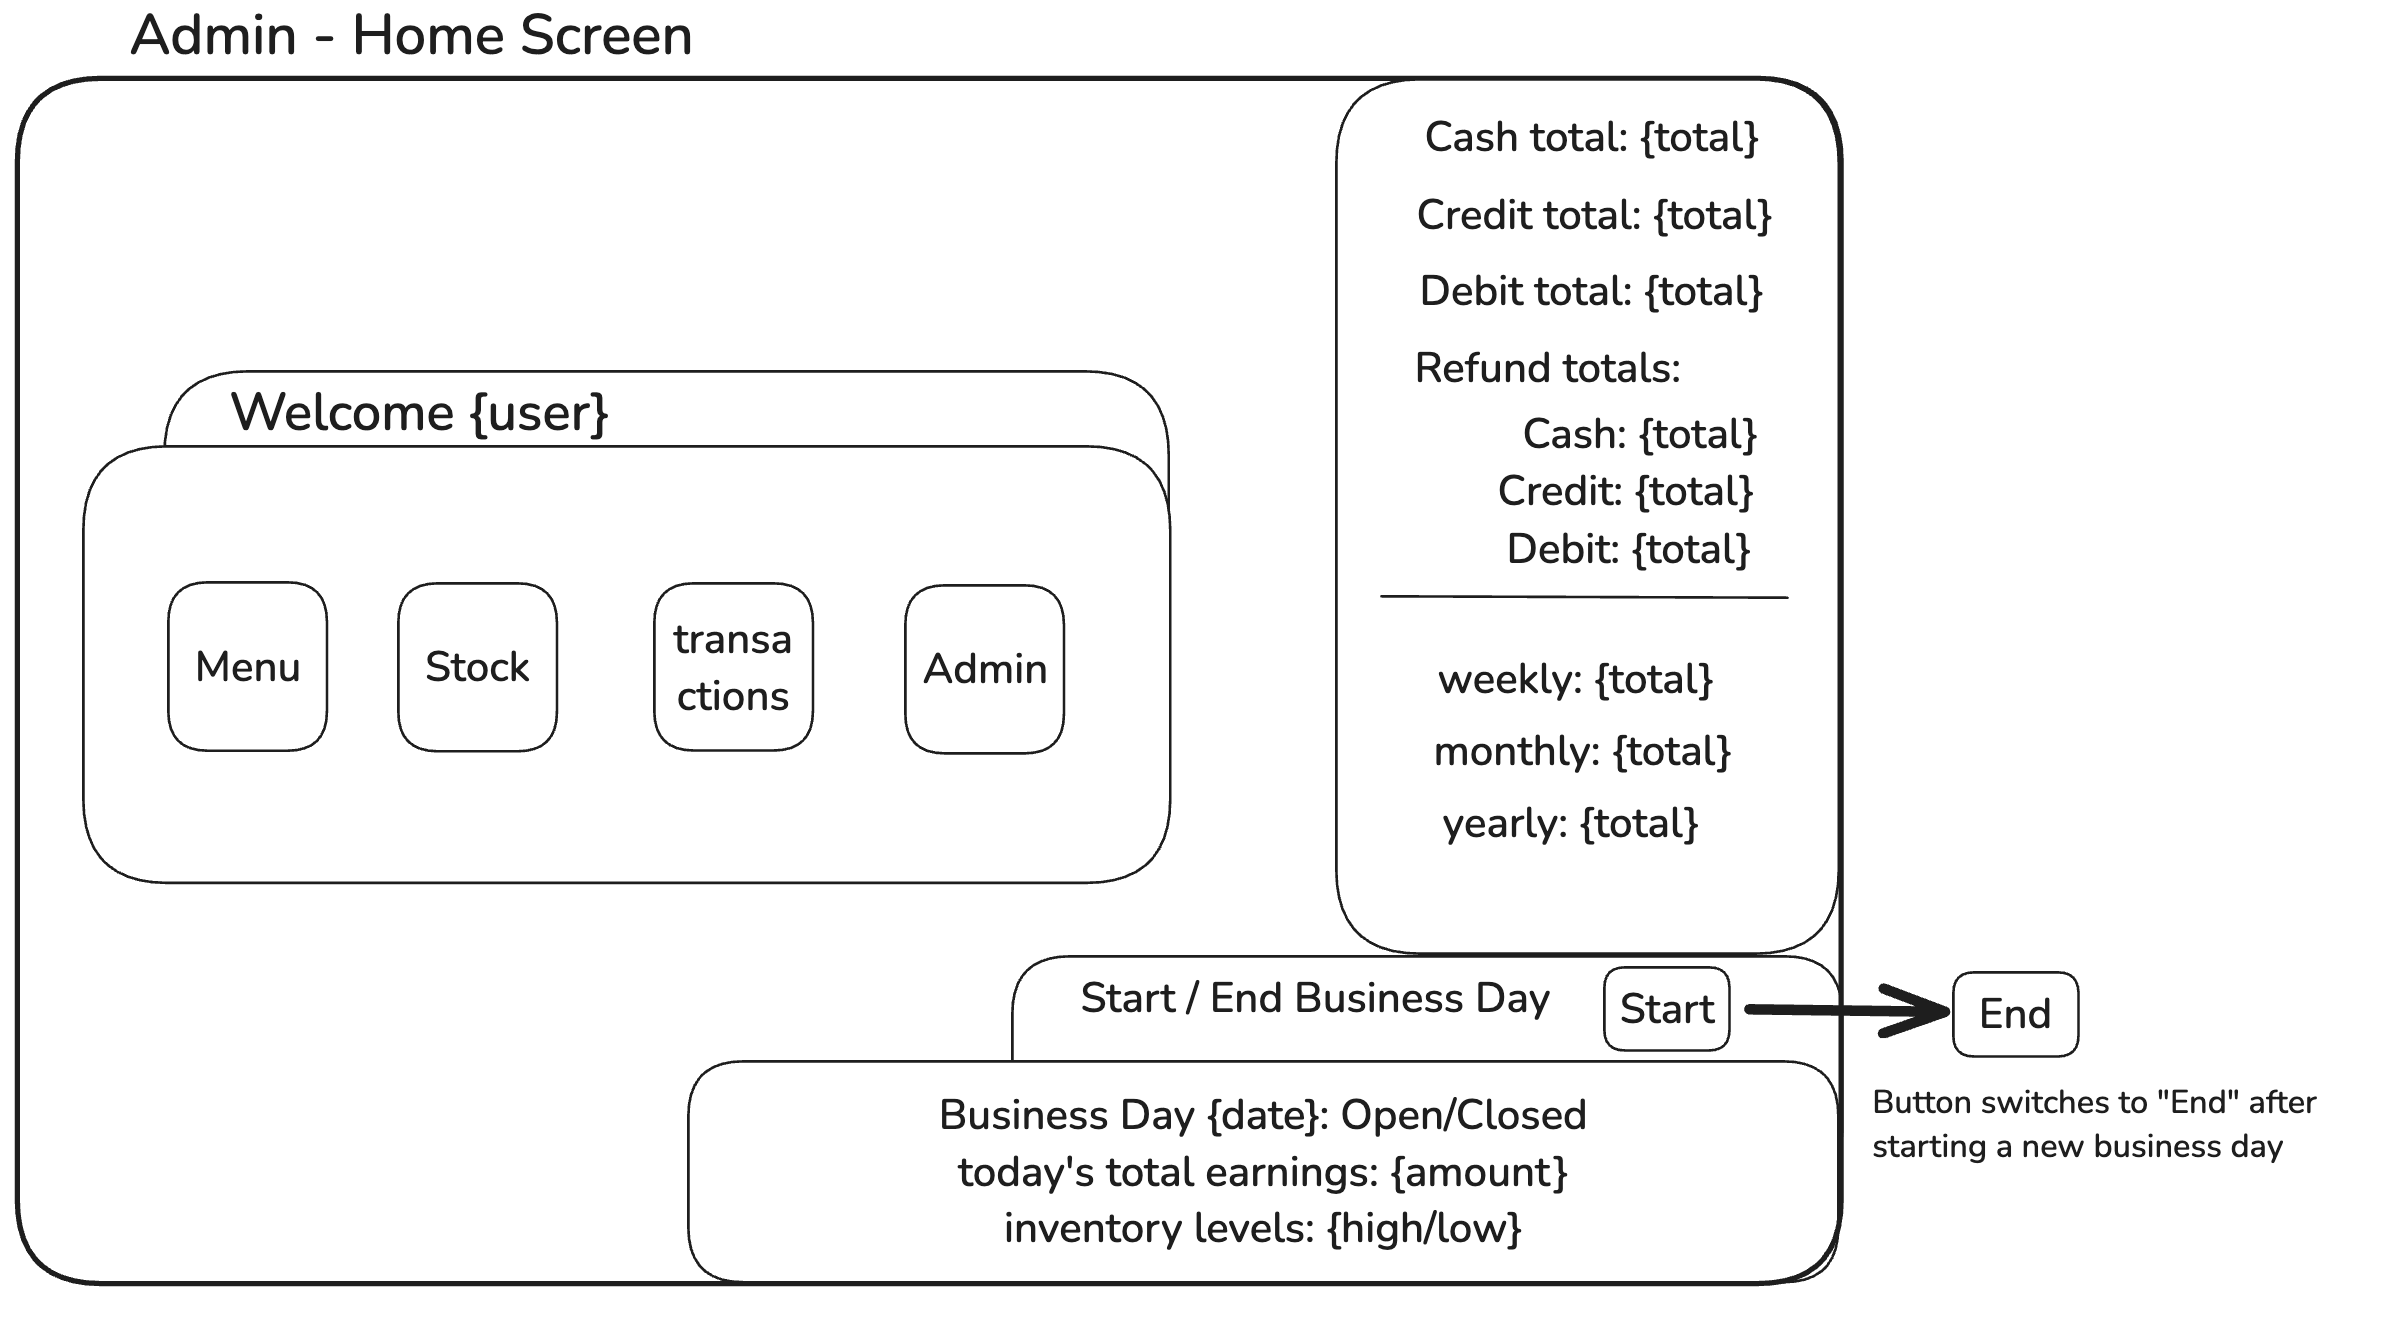 Admin - Home Screen
Cash total: {total}
Credit total: {total}
Debit total: {total}
Refund totals:
Cash: {total}
Credit: {total}
Debit: {total}
weekly: {total}
monthly: {total}
yearly: {total}
Welcome {user}
Menu
Stock
transa
ctions
Admin
Start / End Business Day
Start
End
Button switches to "End" after
starting a new business day
Business Day {date}: Open/Closed
today's total earnings: {amount}
inventory levels: {high/low}